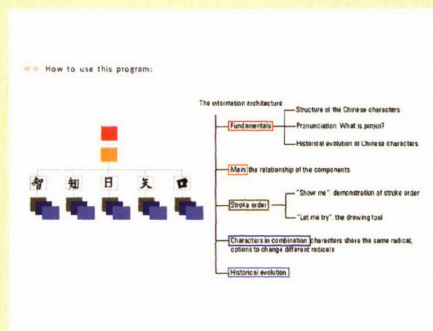 How to use this program:
The information architecture
Fundamentals
Structure of the Chinese characters
Pronunciation: What is pinyin?
Historical evolution of Chinese characters
智 知 日 矢 口
Main the relationship of the components
Stroke order
"Show me": demonstration of stroke order
"Let me try": the drawing tool
Characters in combination characters share the same radical,
options to change different radicals
Historical evolution